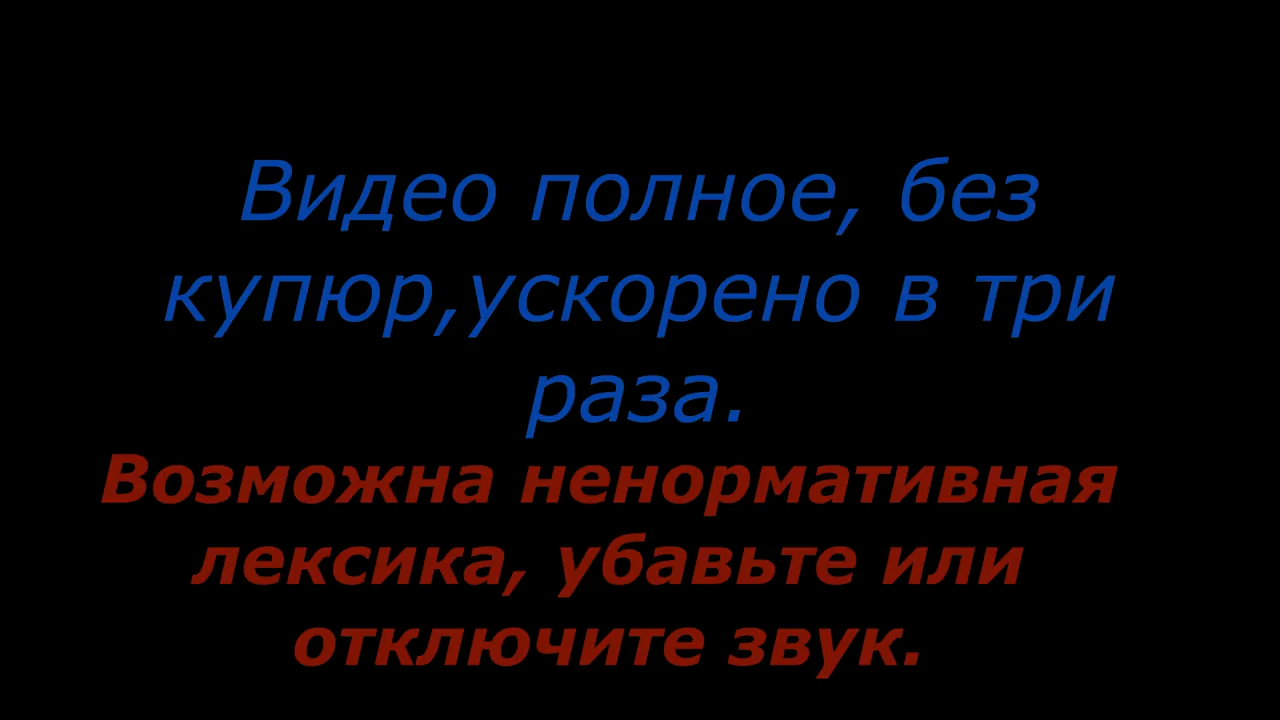 Видео полное, без
купюр,ускорено в три
раза.
Возможна ненормативная
лексика, убавьте или
отключите звук.